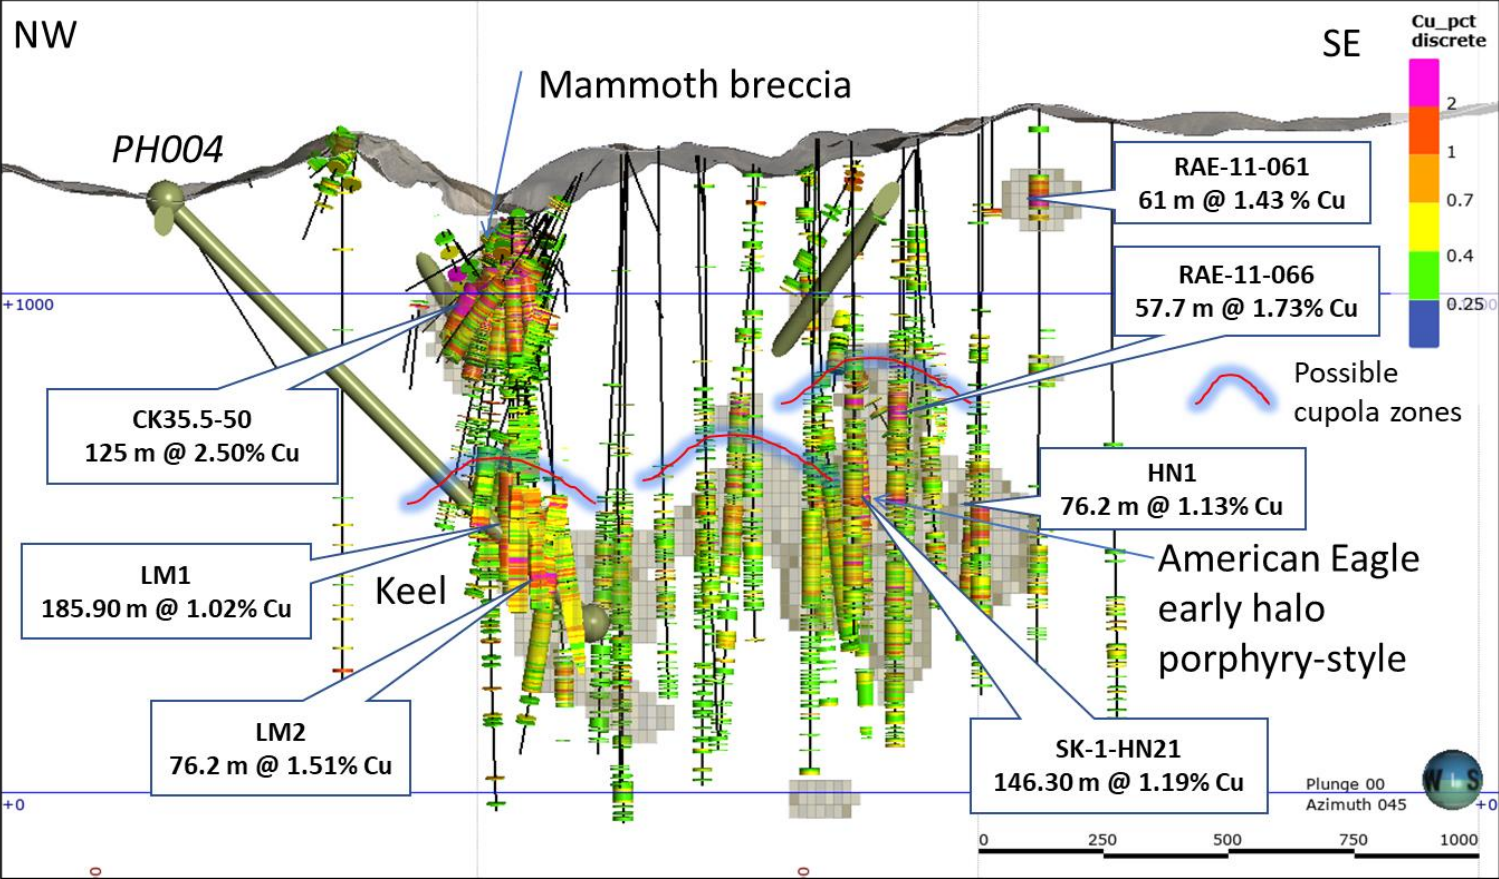 NW
SE
Cu_pct
discrete
2
1
0.7
0.4
0.25
Mammoth breccia
PH004
RAE-11-061
61 m @ 1.43 % Cu
RAE-11-066
57.7 m @ 1.73% Cu
+1000
Possible
cupola zones
CK35.5-50
125 m @ 2.50% Cu
HN1
76.2 m @ 1.13% Cu
American Eagle
early halo
porphyry-style
LM1
185.90 m @ 1.02% Cu
Keel
LM2
76.2 m @ 1.51% Cu
SK-1-HN21
146.30 m @ 1.19% Cu
Plunge 00
Azimuth 045
W S
+0
+0
0 250 500 750 1000
0
0